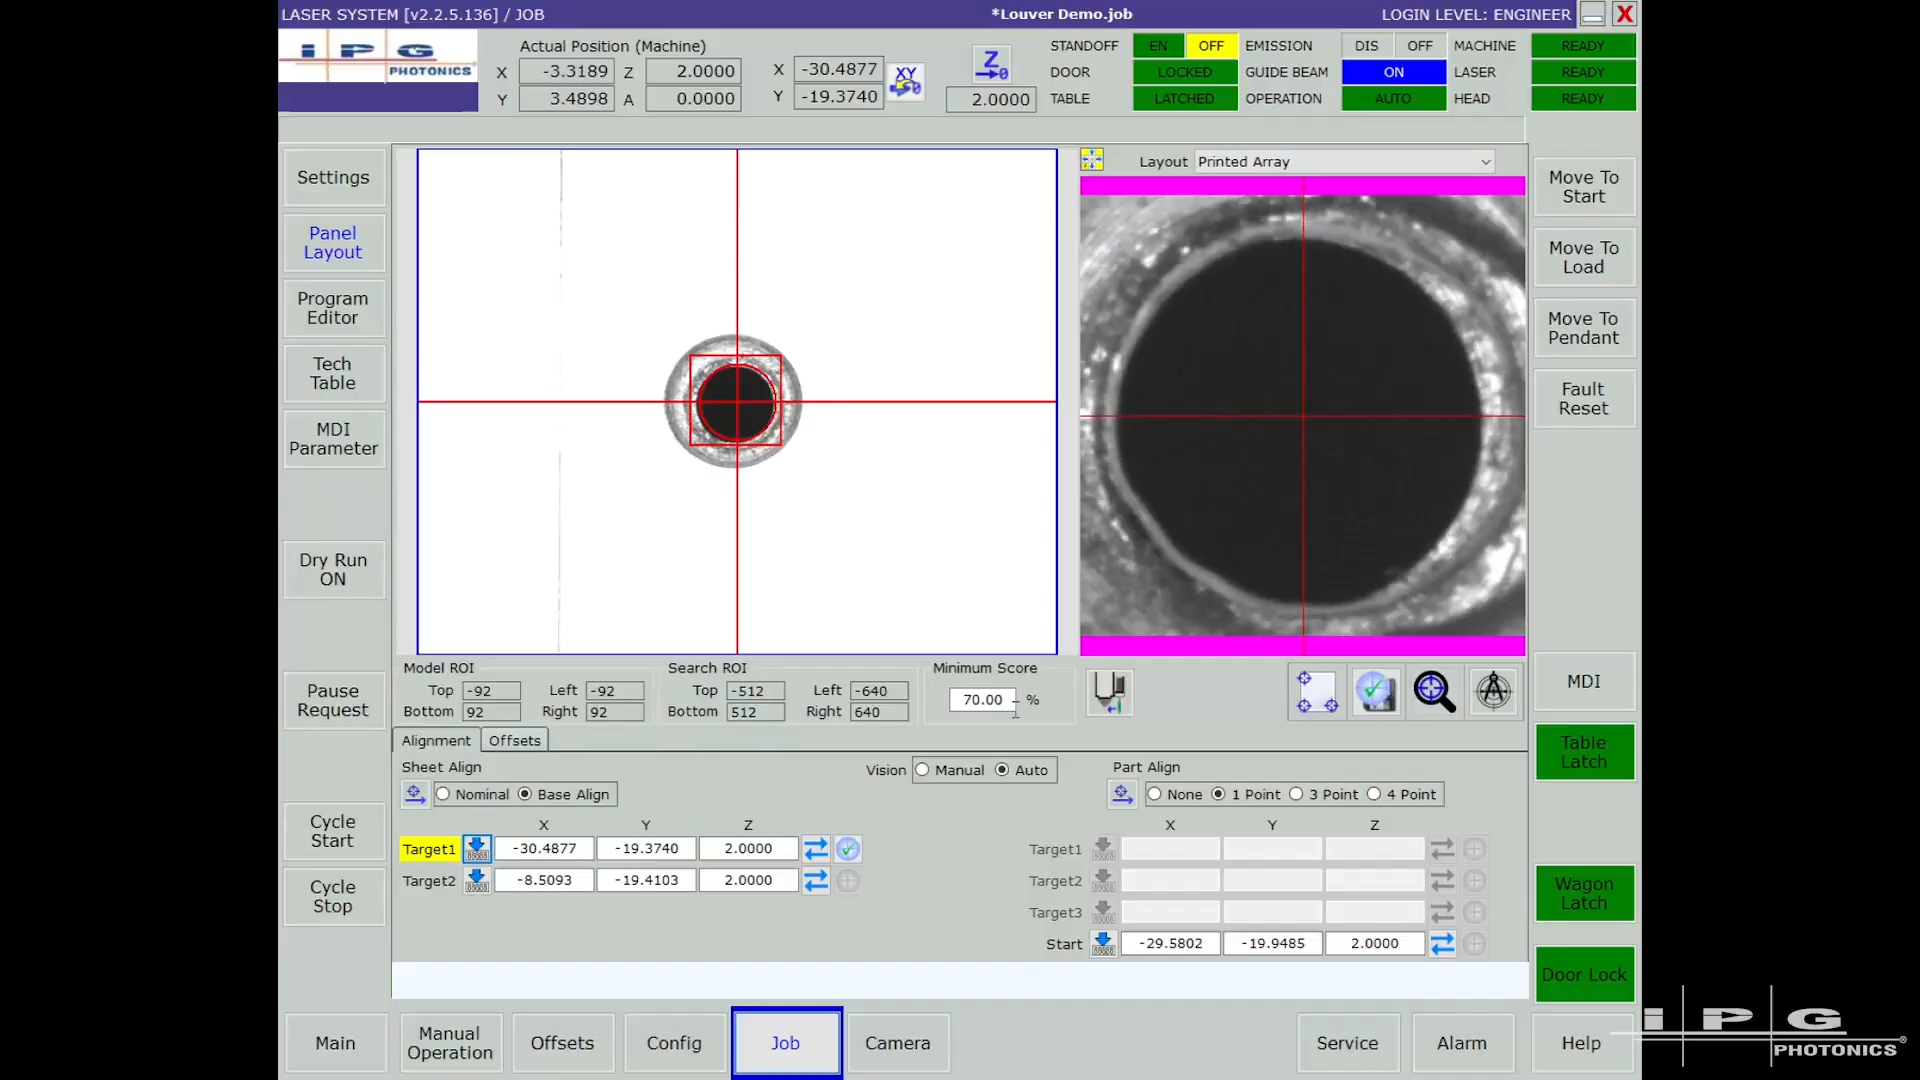 LASER SYSTEM [v2.2.5.136] / JOB
*Louver Demo.job
LOGIN LEVEL: ENGINEER
X
IPG
PHOTONICS
Actual Position (Machine)
X -3.3189 Z 2.0000
Y 3.4898 A 0.0000
X -30.4877
Y -19.3740
XY
Z
2.0000
STANDOFF EN OFF EMISSION DIS OFF MACHINE READY
DOOR LOCKED GUIDE BEAM ON LASER READY
TABLE LATCHED OPERATION AUTO HEAD READY
Layout Printed Array
Settings
Panel
Layout
Program
Editor
Tech
Table
MDI
Parameter
Dry Run
ON
Pause
Request
Cycle
Start
Cycle
Stop
Move To
Start
Move To
Load
Move To
Pendant
Fault
Reset
MDI
Table
Latch
Wagon
Latch
Door Lock
Model ROI
Top -92 Left -92
Bottom 92 Right 92
Search ROI
Top -512 Left -640
Bottom 512 Right 640
Minimum Score
70.00 %
Alignment Offsets
Sheet Align
Nominal Base Align
Vision Manual Auto
Part Align
None 1 Point 3 Point 4 Point
X Y Z
Target1 -30.4877 -19.3740 2.0000
Target2 -8.5093 -19.4103 2.0000
X Y Z
Target1
Target2
Target3
Start -29.5802 -19.9485 2.0000
Main
Manual
Operation
Offsets
Config
Job
Camera
Service
Alarm
Help
IPG
PHOTONICS®